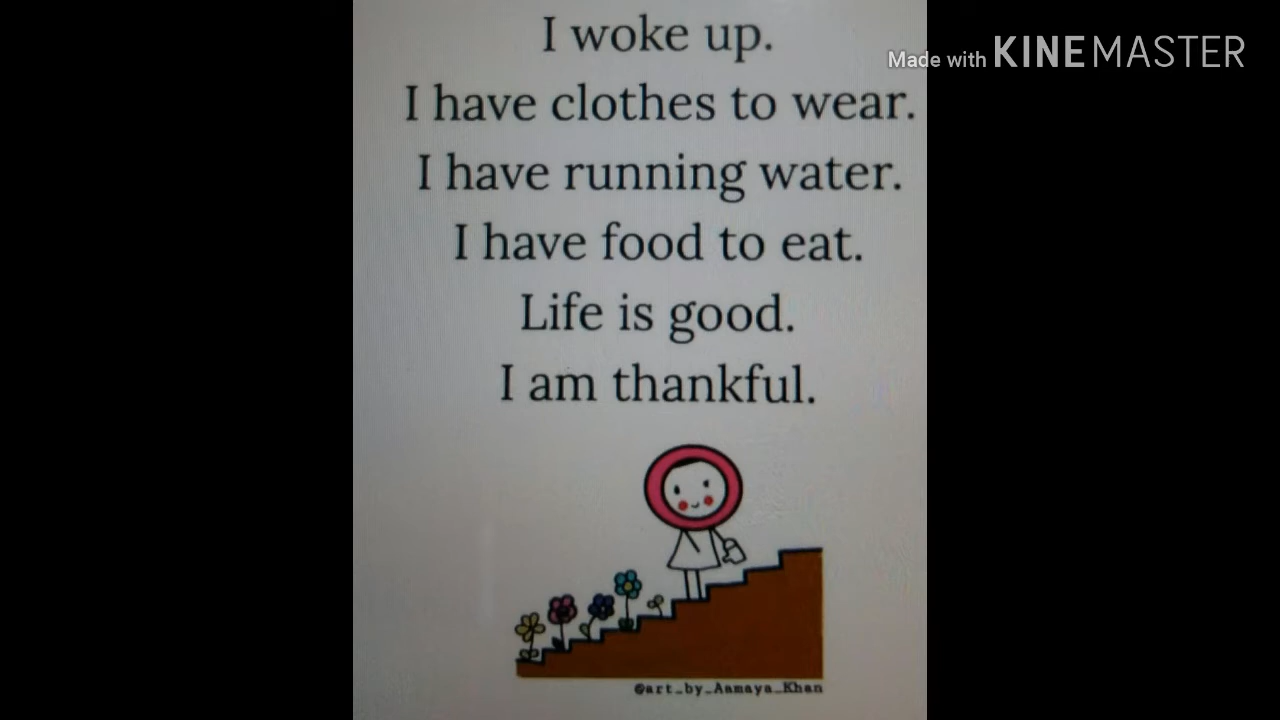 I woke up.
Made with KINEMASTER
I have clothes to wear.
I have running water.
I have food to eat.
Life is good.
I am thankful.
@art_by_Aamaya_Khan